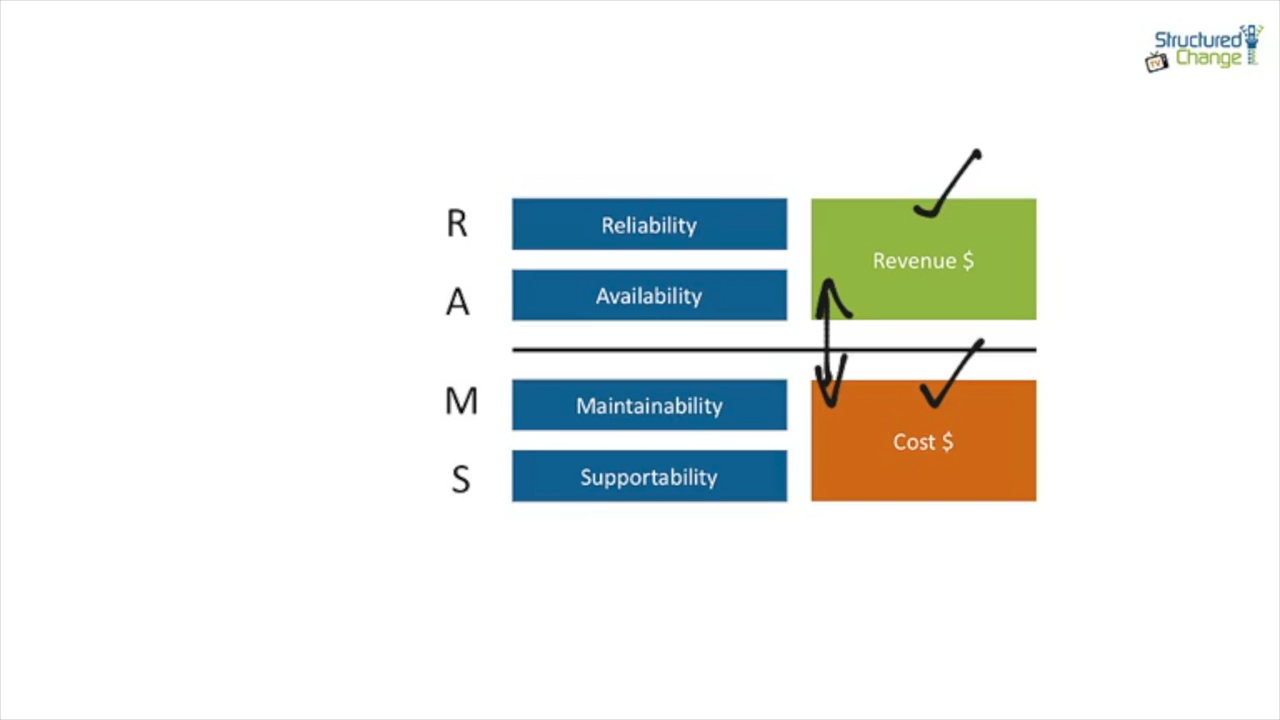 Structured
TV Change
R Reliability
Revenue $
A Availability
M Maintainability
Cost $
S Supportability